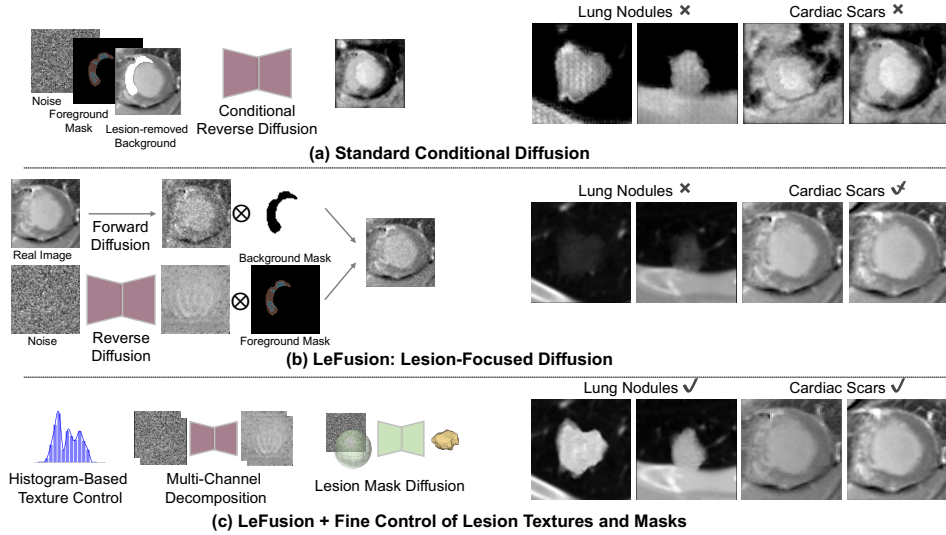 Lung Nodules ×
Cardiac Scars ×
Noise
Foreground
Mask
Lesion-removed
Background
Conditional
Reverse Diffusion
(a) Standard Conditional Diffusion
Lung Nodules ×
Cardiac Scars
Real Image
Forward
Diffusion
Background Mask
Noise
Reverse
Diffusion
Foreground Mask
(b) LeFusion: Lesion-Focused Diffusion
Lung Nodules ✓
Cardiac Scars ✓
Histogram-Based
Texture Control
Multi-Channel
Decomposition
Lesion Mask Diffusion
(c) LeFusion + Fine Control of Lesion Textures and Masks